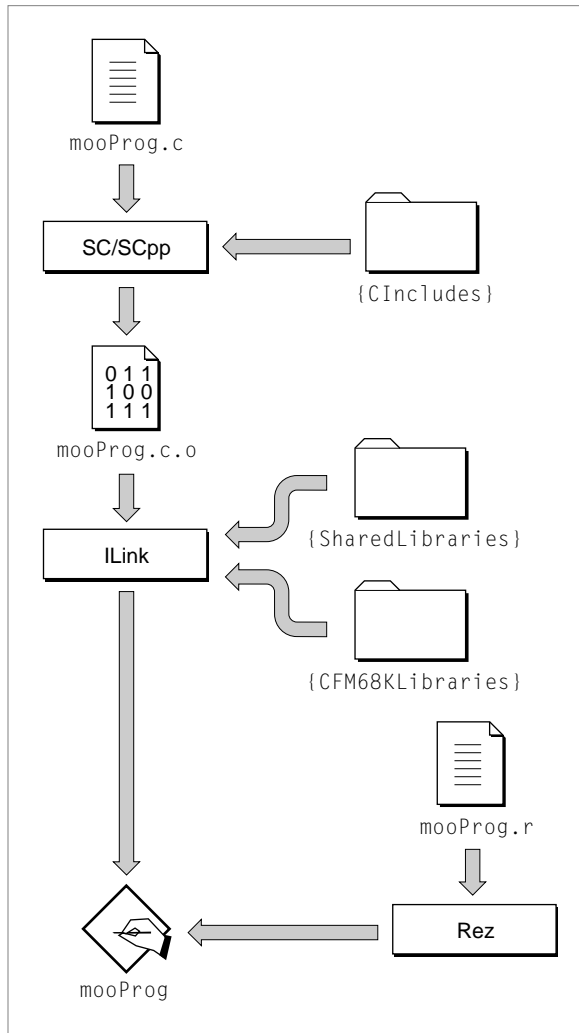 mooProg.c
SC/SCpp
{CIncludes}
0 1 1
1 0 0
1 1 1
mooProg.c.o
{SharedLibraries}
ILink
{CFM68KLibraries}
mooProg.r
Rez
mooProg